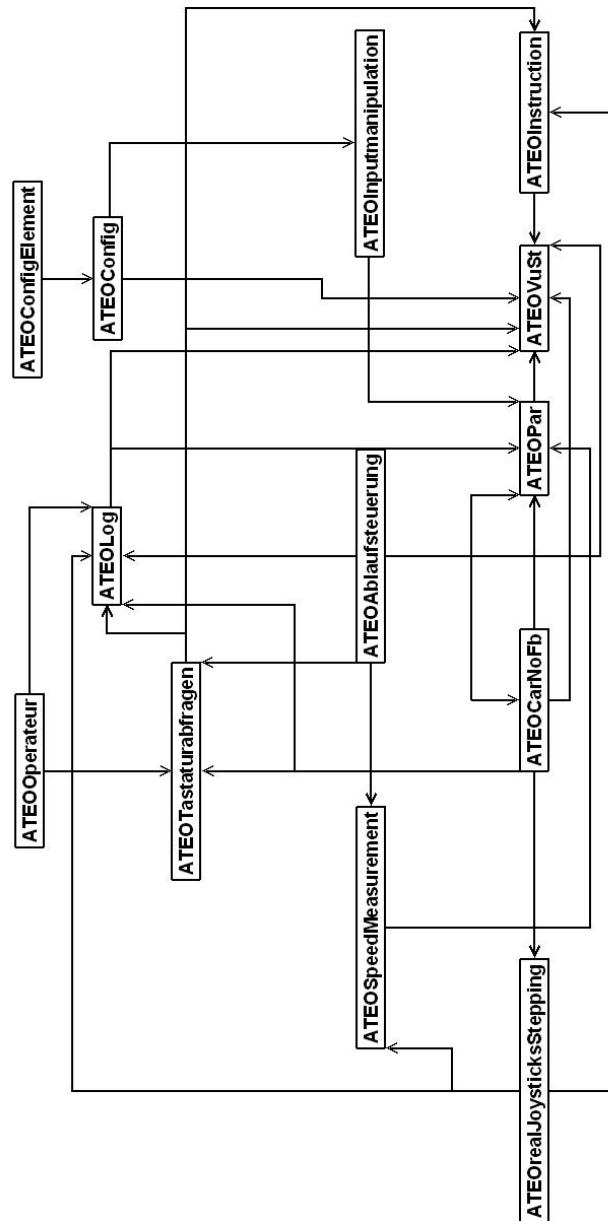 ATEOConfigElement
ATEOOperateur
ATEOConfig
ATEOLog
ATEOTastaturabfragen
ATEOInputmanipulation
ATEOAblaufsteuerung
ATEOSpeedMeasurement
ATEOInstruction
ATEOVuSt
ATEOPar
ATEOCarNoFb
ATEOrealJoysticksStepping